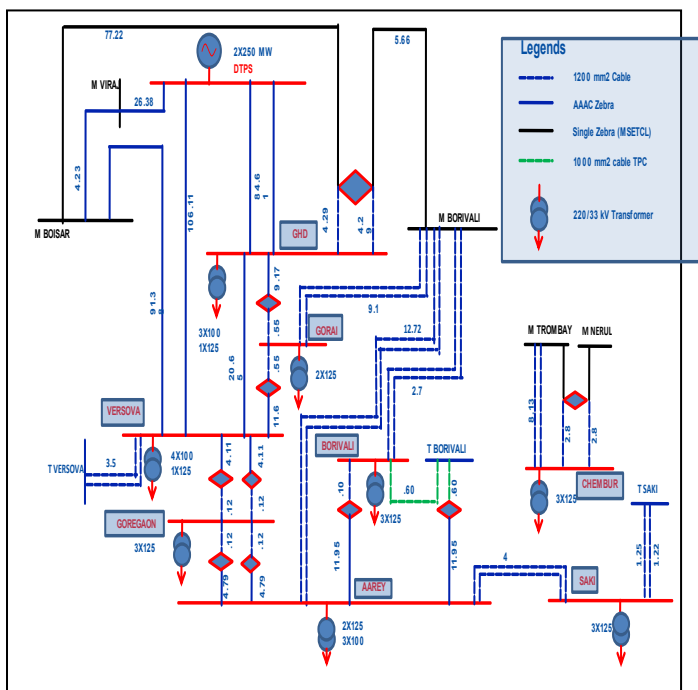 77.22
5.66
2X250 MW
DTPS
Legends
1200 mm2 Cable
AAAC Zebra
Single Zebra (MSETCL)
1000 mm2 cable TPC
220/33 kV Transformer
M VIRAJ
26.38
4.23
106.11
84.6
1
4.29
4.2
9
M BOISAR
M BORIVALI
GHD
9.17
9.1
91.3
3X100
1X125
.55
GORAI
12.72
20.6
5
.55
2X125
2.7
11.6
M TROMBAY
M NERUL
8.13
2.8
2.8
VERSOVA
T VERSOVA
3.5
4X100
1X125
4.11
4.11
BORIVALI
T BORIVALI
CHEMBUR
3X125
.10
.60
.60
3X125
T SAKI
.12
.12
GOREGAON
3X125
.12
.12
11.95
11.95
1.25
1.22
4.79
4.79
4
AAREY
SAKI
2X125
3X100
3X125